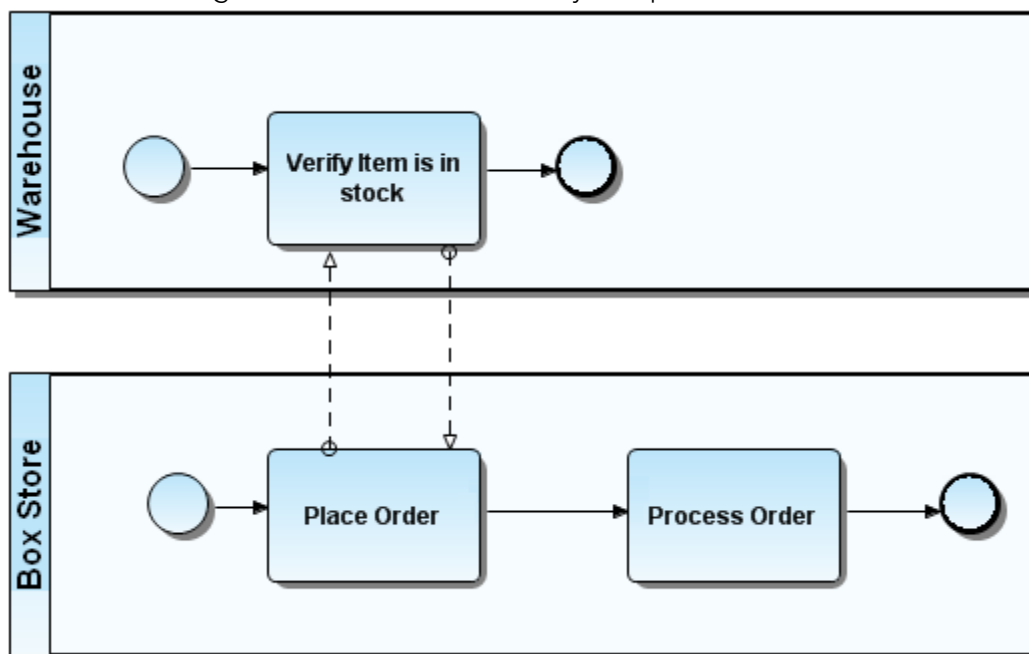 Warehouse
Verify Item is in
stock
Box Store
Place Order
Process Order